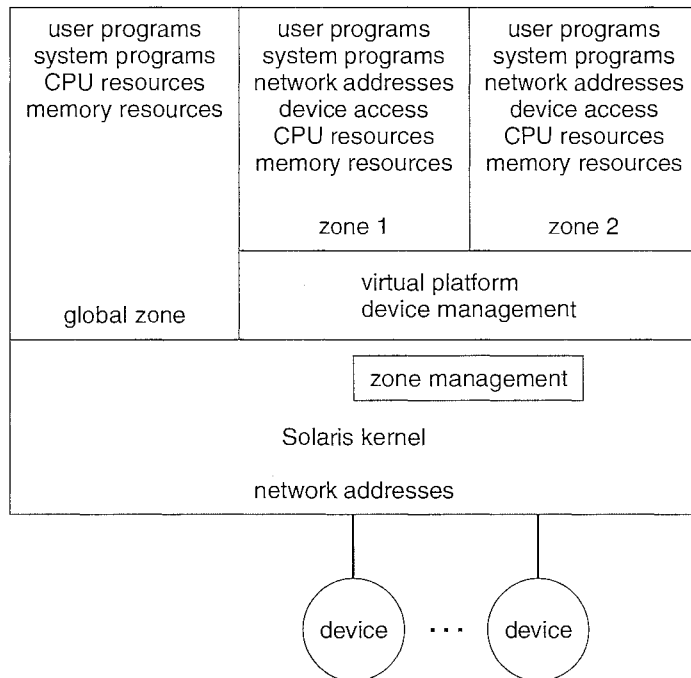 user programs
system programs
CPU resources
memory resources
global zone
user programs
system programs
network addresses
device access
CPU resources
memory resources
zone 1
user programs
system programs
network addresses
device access
CPU resources
memory resources
zone 2
virtual platform
device management
zone management
Solaris kernel
network addresses
device
...
device